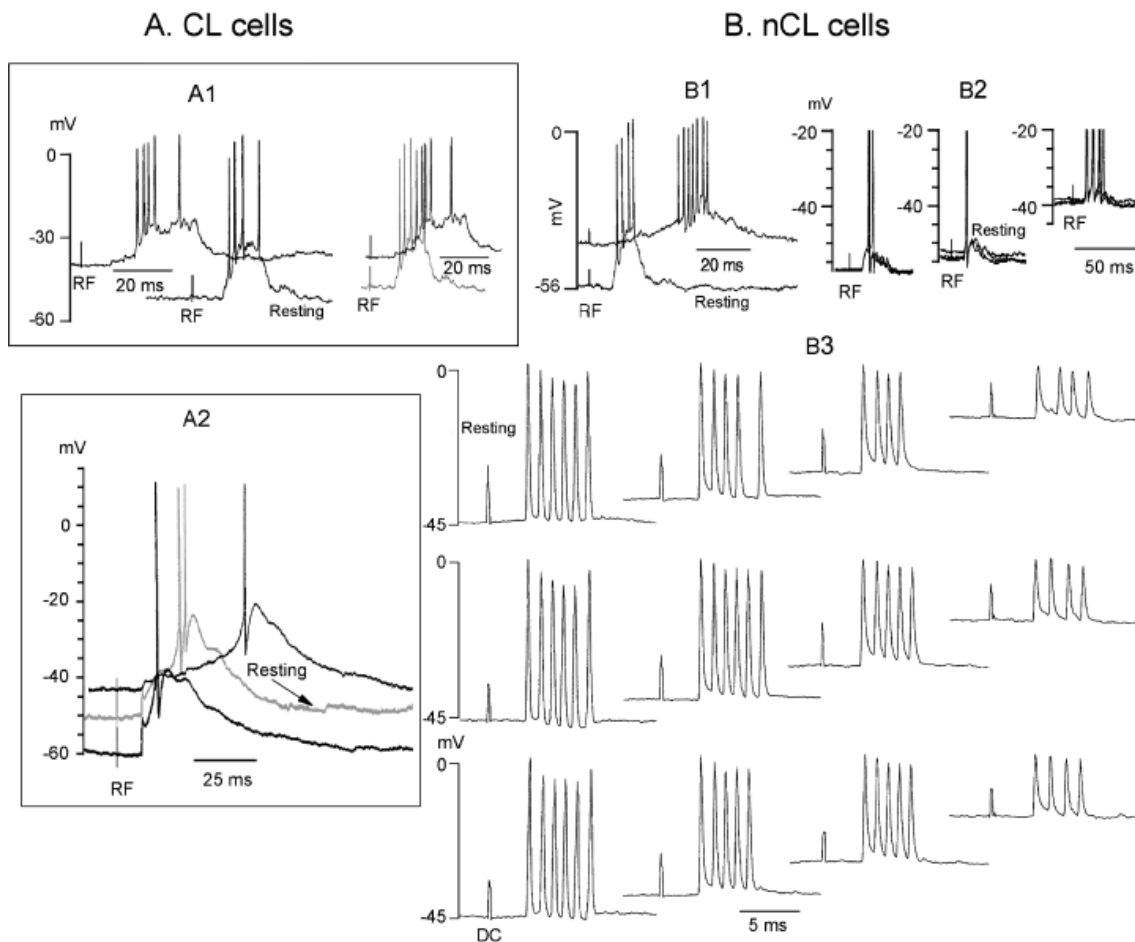 A. CL cells
B. nCL cells
A1
mV
0
-30
-60
RF
20 ms
RF
Resting
20 ms
RF
B1
0
mV
-56
RF
20 ms
Resting
B2
mV
-20
-40
RF
-20
-40
Resting
RF
-20
-40
RF
50 ms
A2
mV
0
-20
-40
-60
Resting
RF
25 ms
B3
0
Resting
-45
0
-45
mV
0
-45
DC
5 ms